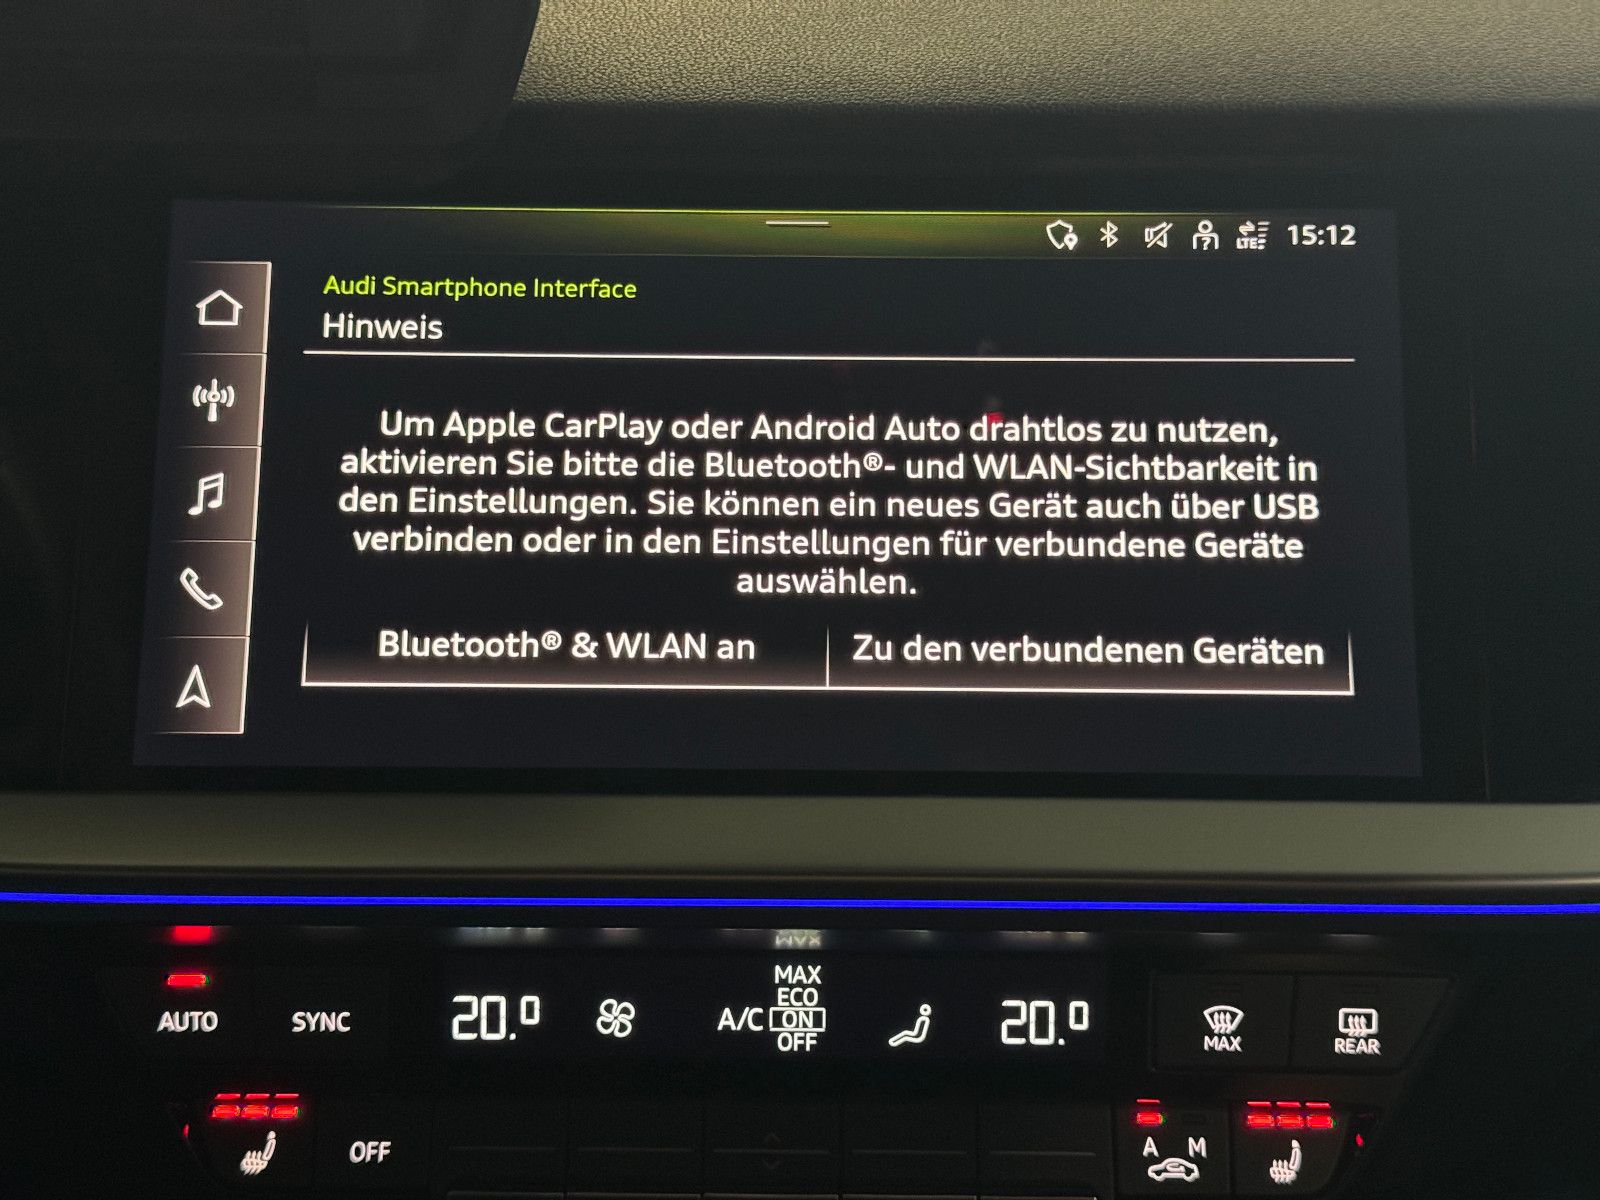 LTE 15:12
Audi Smartphone Interface
Hinweis
Um Apple CarPlay oder Android Auto drahtlos zu nutzen,
aktivieren Sie bitte die Bluetooth®- und WLAN-Sichtbarkeit in
den Einstellungen. Sie können ein neues Gerät auch über USB
verbinden oder in den Einstellungen für verbundene Geräte
auswählen.
Bluetooth® & WLAN an
Zu den verbundenen Geräten
MAX
ECO
AUTO SYNC 20.0 A/C ON 20.0
OFF
MAX REAR
OFF
A M